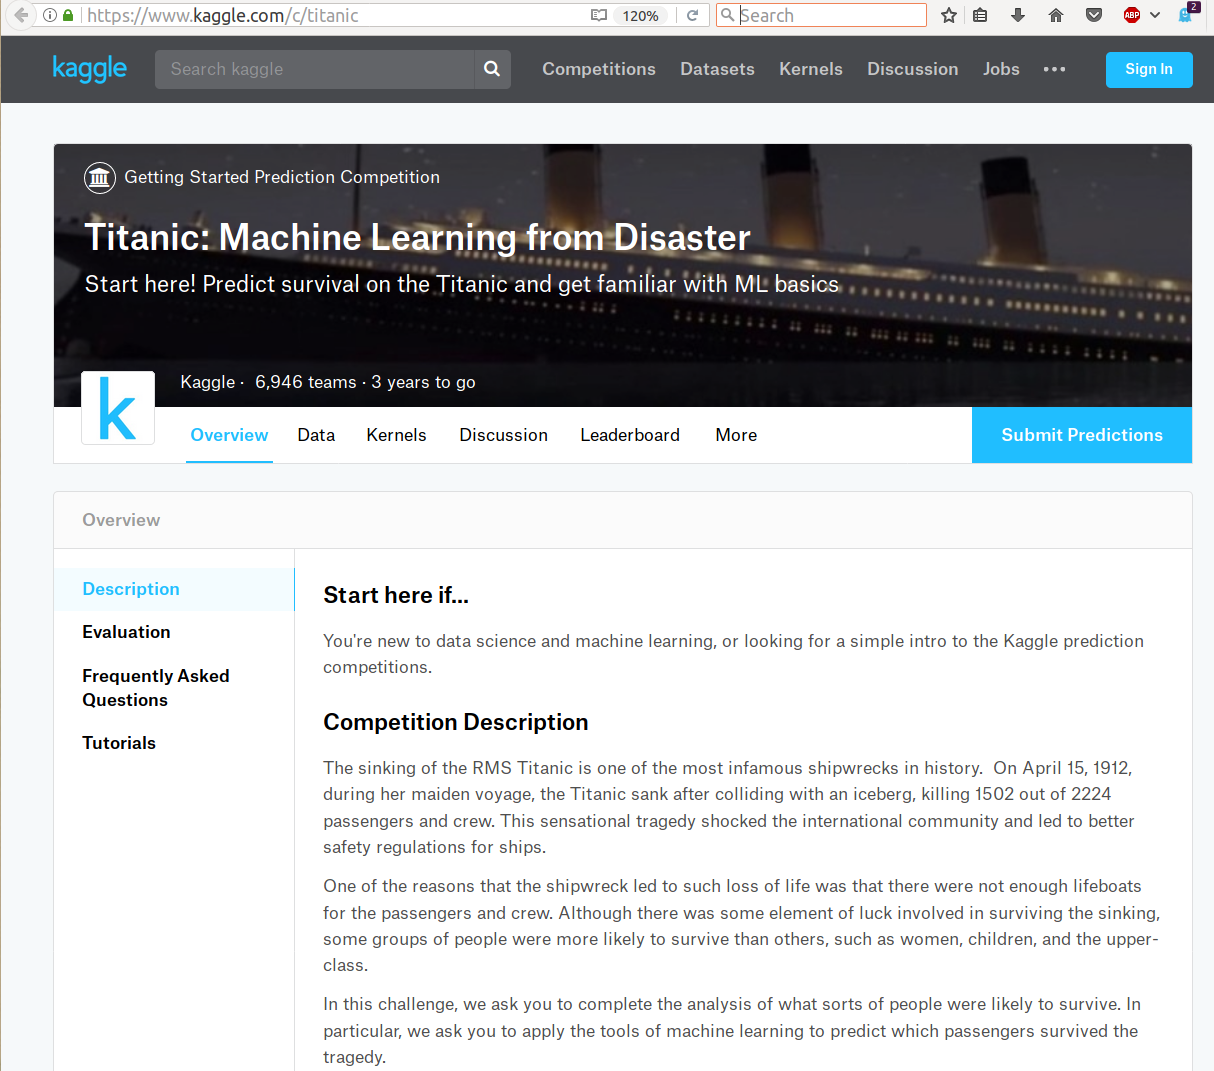 https://www.kaggle.com/c/titanic 120% Search ABP 2
kaggle Search kaggle Competitions Datasets Kernels Discussion Jobs Sign In
Getting Started Prediction Competition
Titanic: Machine Learning from Disaster
Start here! Predict survival on the Titanic and get familiar with ML basics
k
Kaggle · 6,946 teams · 3 years to go
Overview Data Kernels Discussion Leaderboard More Submit Predictions
Overview
Description
Evaluation
Frequently Asked
Questions
Tutorials
Start here if...
You're new to data science and machine learning, or looking for a simple intro to the Kaggle prediction
competitions.
Competition Description
The sinking of the RMS Titanic is one of the most infamous shipwrecks in history.  On April 15, 1912,
during her maiden voyage, the Titanic sank after colliding with an iceberg, killing 1502 out of 2224
passengers and crew. This sensational tragedy shocked the international community and led to better
safety regulations for ships.
One of the reasons that the shipwreck led to such loss of life was that there were not enough lifeboats
for the passengers and crew. Although there was some element of luck involved in surviving the sinking,
some groups of people were more likely to survive than others, such as women, children, and the upper-
class.
In this challenge, we ask you to complete the analysis of what sorts of people were likely to survive. In
particular, we ask you to apply the tools of machine learning to predict which passengers survived the
tragedy.